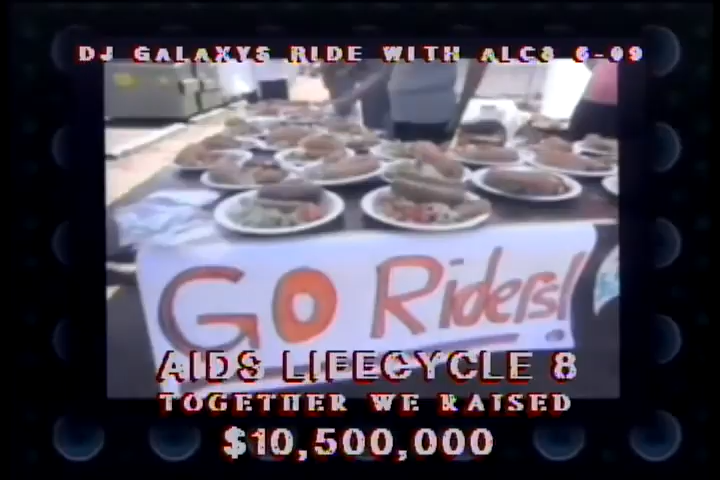 DJ GALAXYS RIDE WITH ALC8 6-09
GO Riders!
AIDS LIFECYCLE 8
TOGETHER WE RAISED
$10,500,000